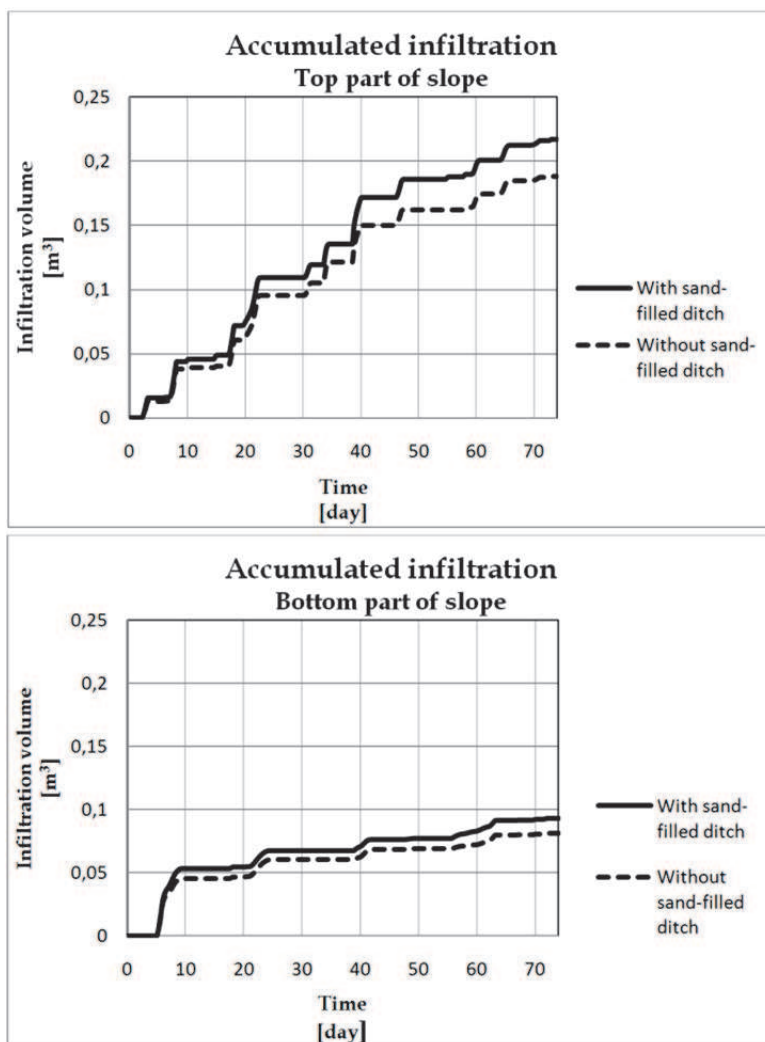 Accumulated infiltration
Top part of slope
Infiltration volume
[m³]
0,25
0,2
0,15
0,1
0,05
0
0 10 20 30 40 50 60 70
Time
[day]
With sand-
filled ditch
Without sand-
filled ditch
Accumulated infiltration
Bottom part of slope
Infiltration volume
[m³]
0,25
0,2
0,15
0,1
0,05
0
0 10 20 30 40 50 60 70
Time
[day]
With sand-
filled ditch
Without
sand-filled
ditch